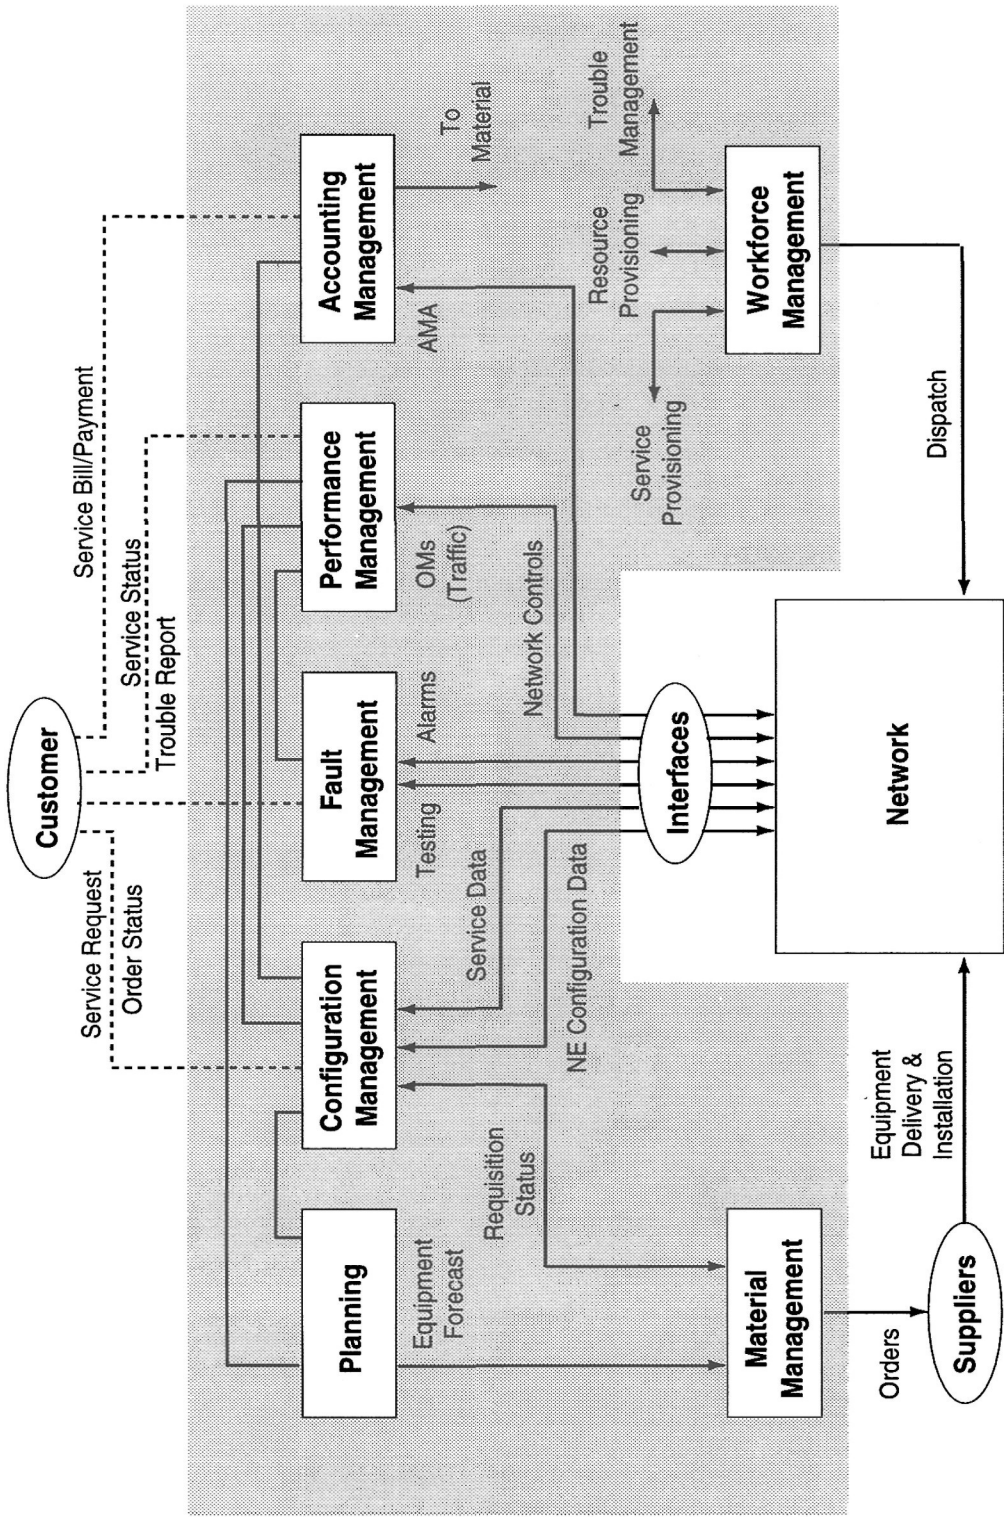 Customer
Service Request
Order Status
Service Status
Trouble Report
Service Bill/Payment
Planning
Configuration
Management
Fault
Management
Performance
Management
Accounting
Management
Equipment
Forecast
Requisition
Status
Service Data
NE Configuration Data
Testing
Alarms
OMs
(Traffic)
Network Controls
AMA
To
Material
Service
Provisioning
Resource
Provisioning
Trouble
Management
Material
Management
Interfaces
Workforce
Management
Orders
Suppliers
Equipment
Delivery &
Installation
Network
Dispatch